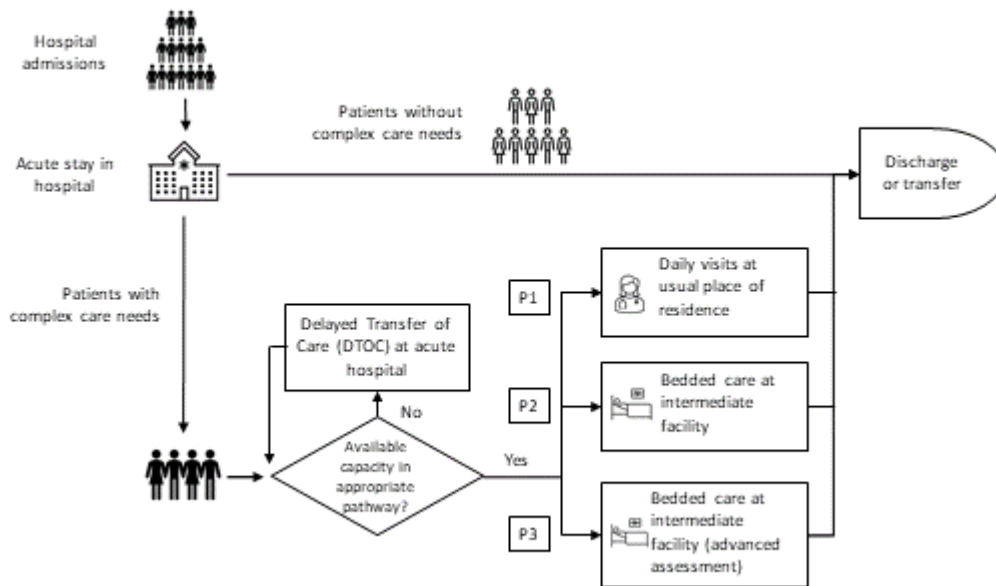 Hospital
admissions
Patients without
complex care needs
Acute stay in
hospital
Discharge
or transfer
Patients with
complex care needs
Delayed Transfer of
Care (DTOC) at acute
hospital
No
Available
capacity in
appropriate
pathway?
Yes
P1
Daily visits at
usual place of
residence
P2
Bedded care at
intermediate
facility
P3
Bedded care at
intermediate
facility (advanced
assessment)